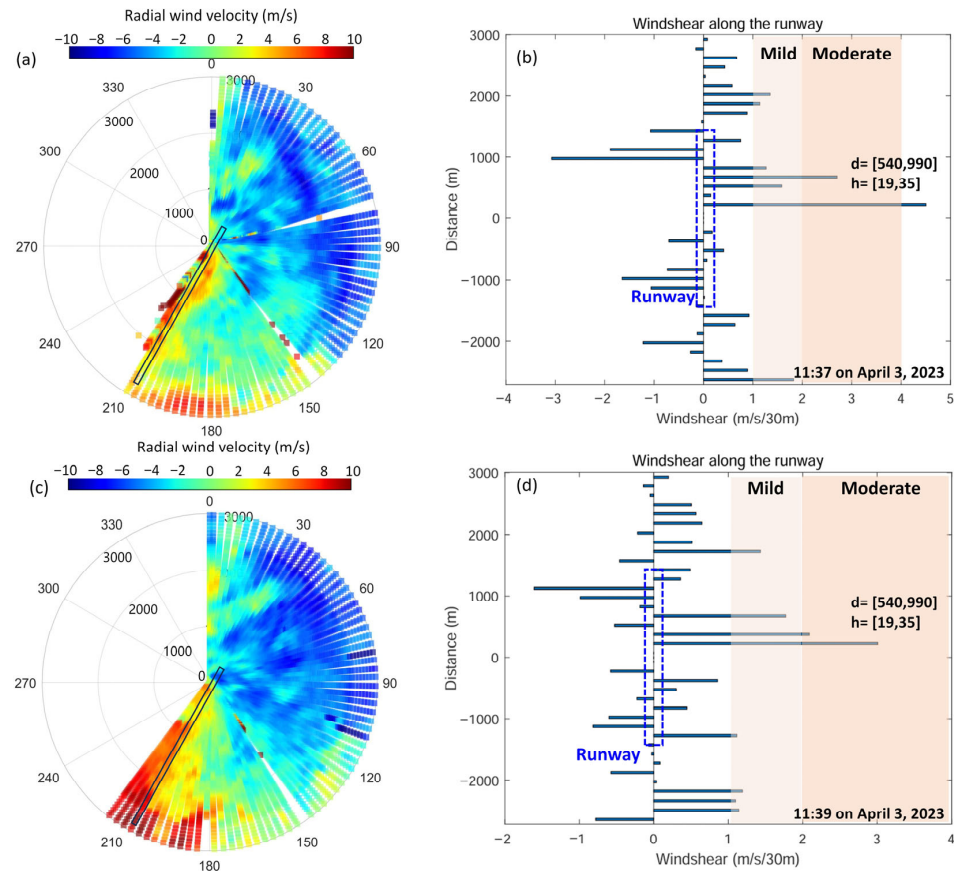 Radial wind velocity (m/s)
−10 −8 −6 −4 −2 0 2 4 6 8 10
(a)
0
330 3000 30
3000
300 60
2000
1000
270 0 90
240 120
210 150
180
Windshear along the runway
(b)
Mild Moderate
3000
2000
1000
0
−1000
−2000
Distance (m)
d= [540,990]
h= [19,35]
Runway
11:37 on April 3, 2023
−4 −3 −2 −1 0 1 2 3 4 5
Windshear (m/s/30m)
Radial wind velocity (m/s)
−10 −8 −6 −4 −2 0 2 4 6 8 10
(c)
0
330 3000 30
3000
300 60
2000
1000
270 0 90
240 120
210 150
180
Windshear along the runway
(d)
Mild Moderate
3000
2000
1000
0
−1000
−2000
Distance (m)
d= [540,990]
h= [19,35]
Runway
11:39 on April 3, 2023
−2 −1 0 1 2 3 4
Windshear (m/s/30m)